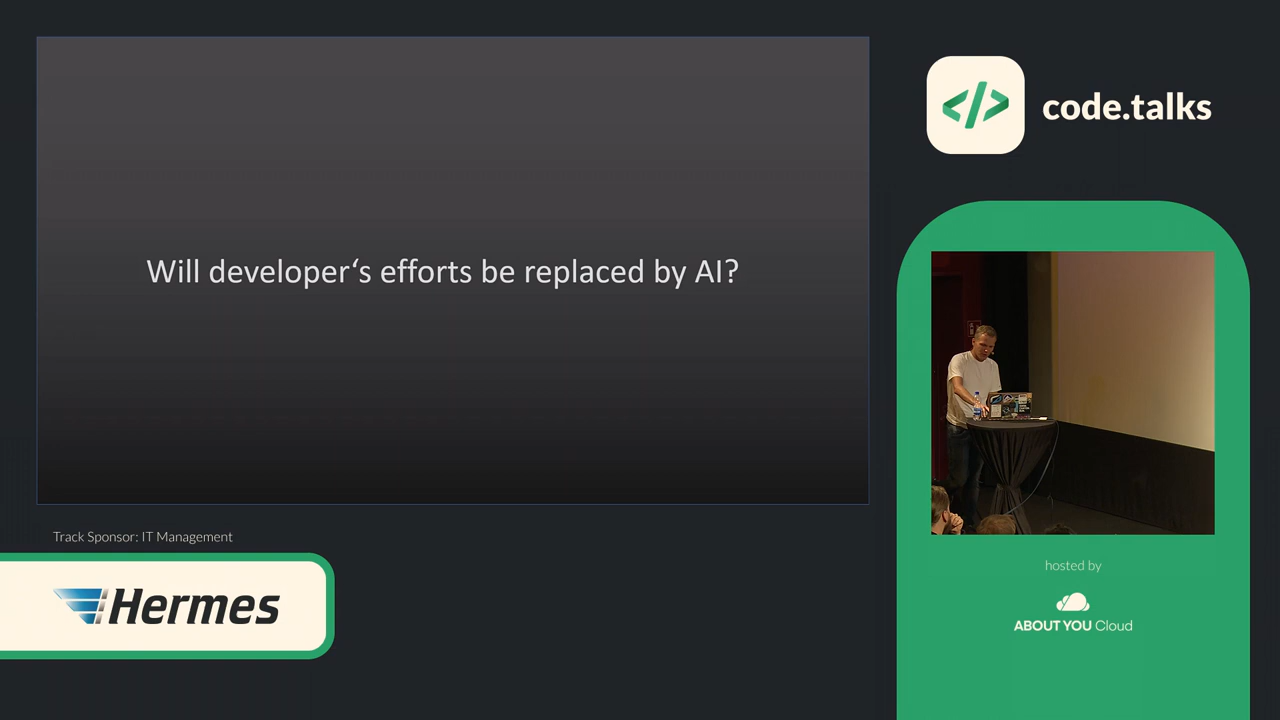 Will developer‘s efforts be replaced by AI?
</> code.talks
Track Sponsor: IT Management
Hermes
hosted by
ABOUT YOU Cloud